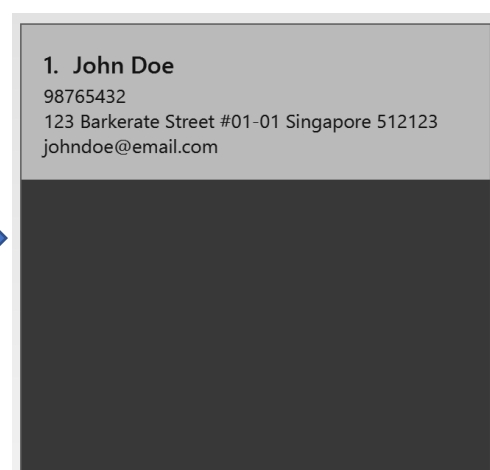 1. John Doe
98765432
123 Barkerate Street #01-01 Singapore 512123
johndoe@email.com